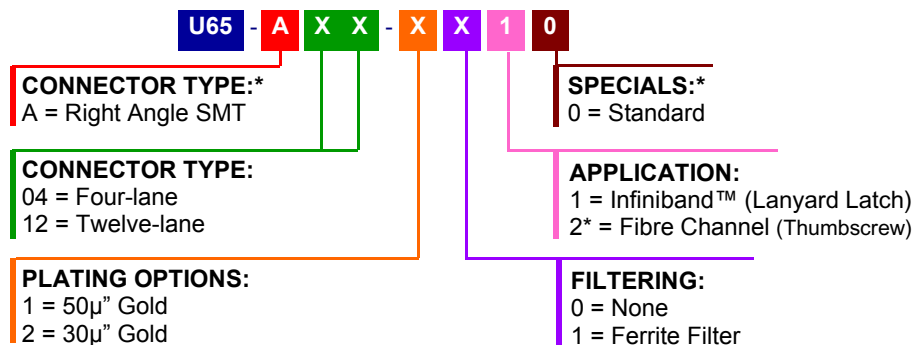 U65 - A X X - X X 1 0
CONNECTOR TYPE:*
A = Right Angle SMT
CONNECTOR TYPE:
04 = Four-lane
12 = Twelve-lane
PLATING OPTIONS:
1 = 50µ” Gold
2 = 30µ” Gold
SPECIALS:*
0 = Standard
APPLICATION:
1 = Infiniband™ (Lanyard Latch)
2* = Fibre Channel (Thumbscrew)
FILTERING:
0 = None
1 = Ferrite Filter